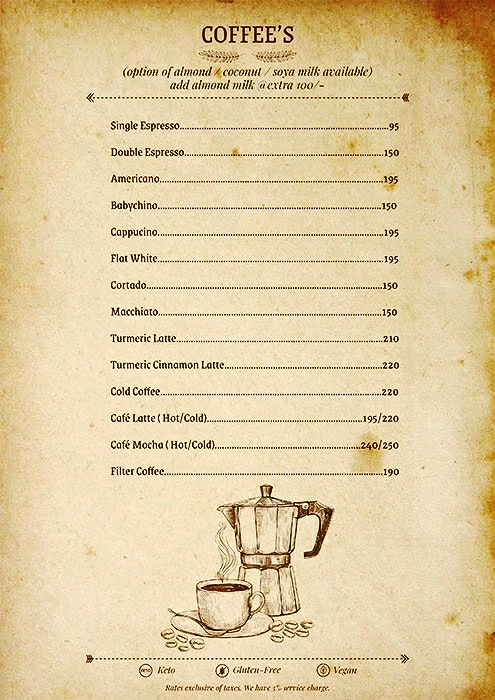 COFFEE'S
(option of almond / coconut / soya milk available)
add almond milk @extra 100/-
Single Espresso........95
Double Espresso........150
Americano........195
Babychino........150
Cappucino........195
Flat White........195
Cortado........150
Macchiato........150
Turmeric Latte........210
Turmeric Cinnamon Latte........220
Cold Coffee........220
Café Latte ( Hot/Cold)........195/220
Café Mocha ( Hot/Cold)........240/250
Filter Coffee........190
KETO Keto Gluten-Free Vegan
Rates exclusive of taxes. We have 5% service charge.